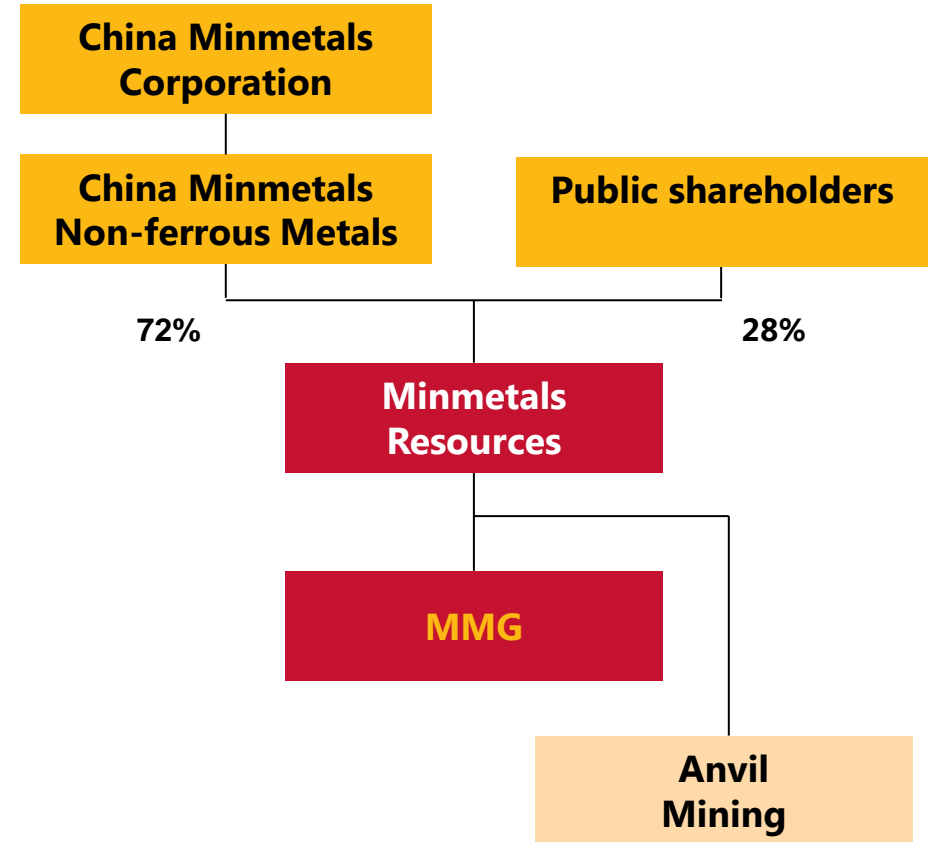 China Minmetals
Corporation
China Minmetals
Non-ferrous Metals
Public shareholders
72%
28%
Minmetals
Resources
MMG
Anvil
Mining